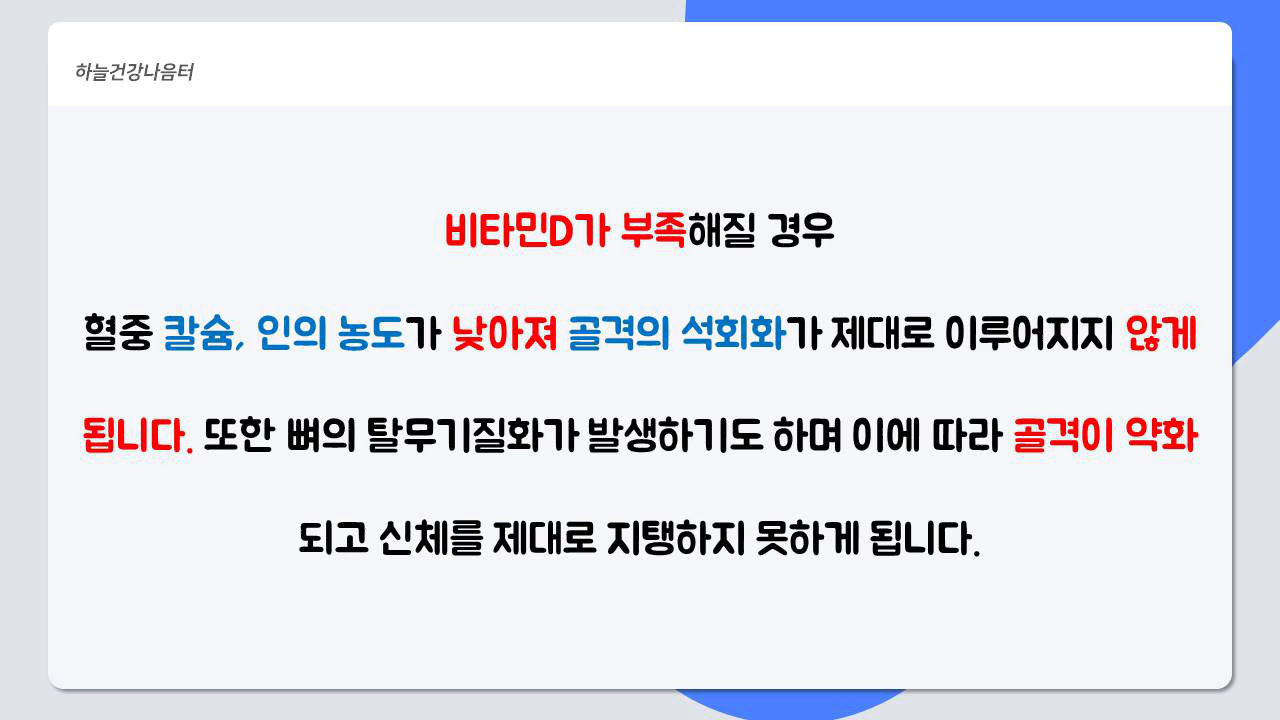 하늘건강나음터
비타민D가 부족해질 경우
혈중 칼슘, 인의 농도가 낮아져 골격의 석회화가 제대로 이루어지지 않게
됩니다. 또한 뼈의 탈무기질화가 발생하기도 하며 이에 따라 골격이 약화
되고 신체를 제대로 지탱하지 못하게 됩니다.